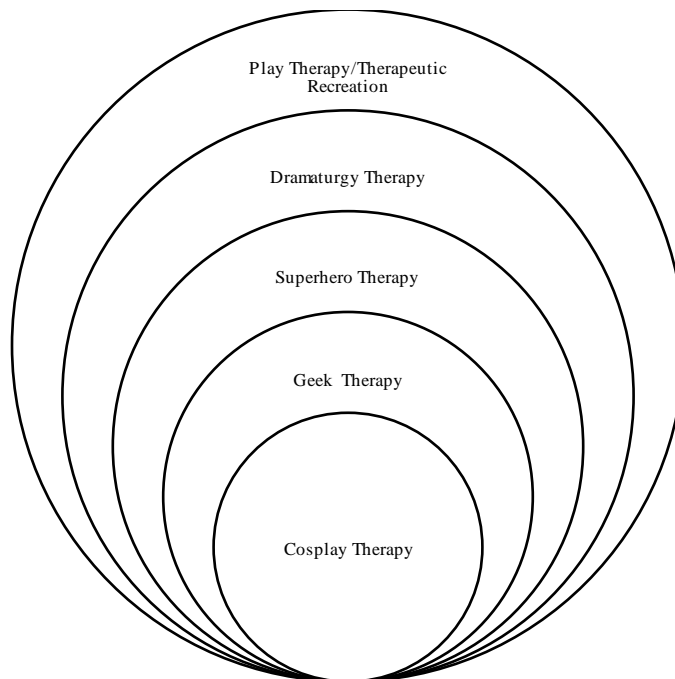 Play Therapy/Therapeutic
Recreation
Dramaturgy Therapy
Superhero Therapy
Geek Therapy
Cosplay Therapy